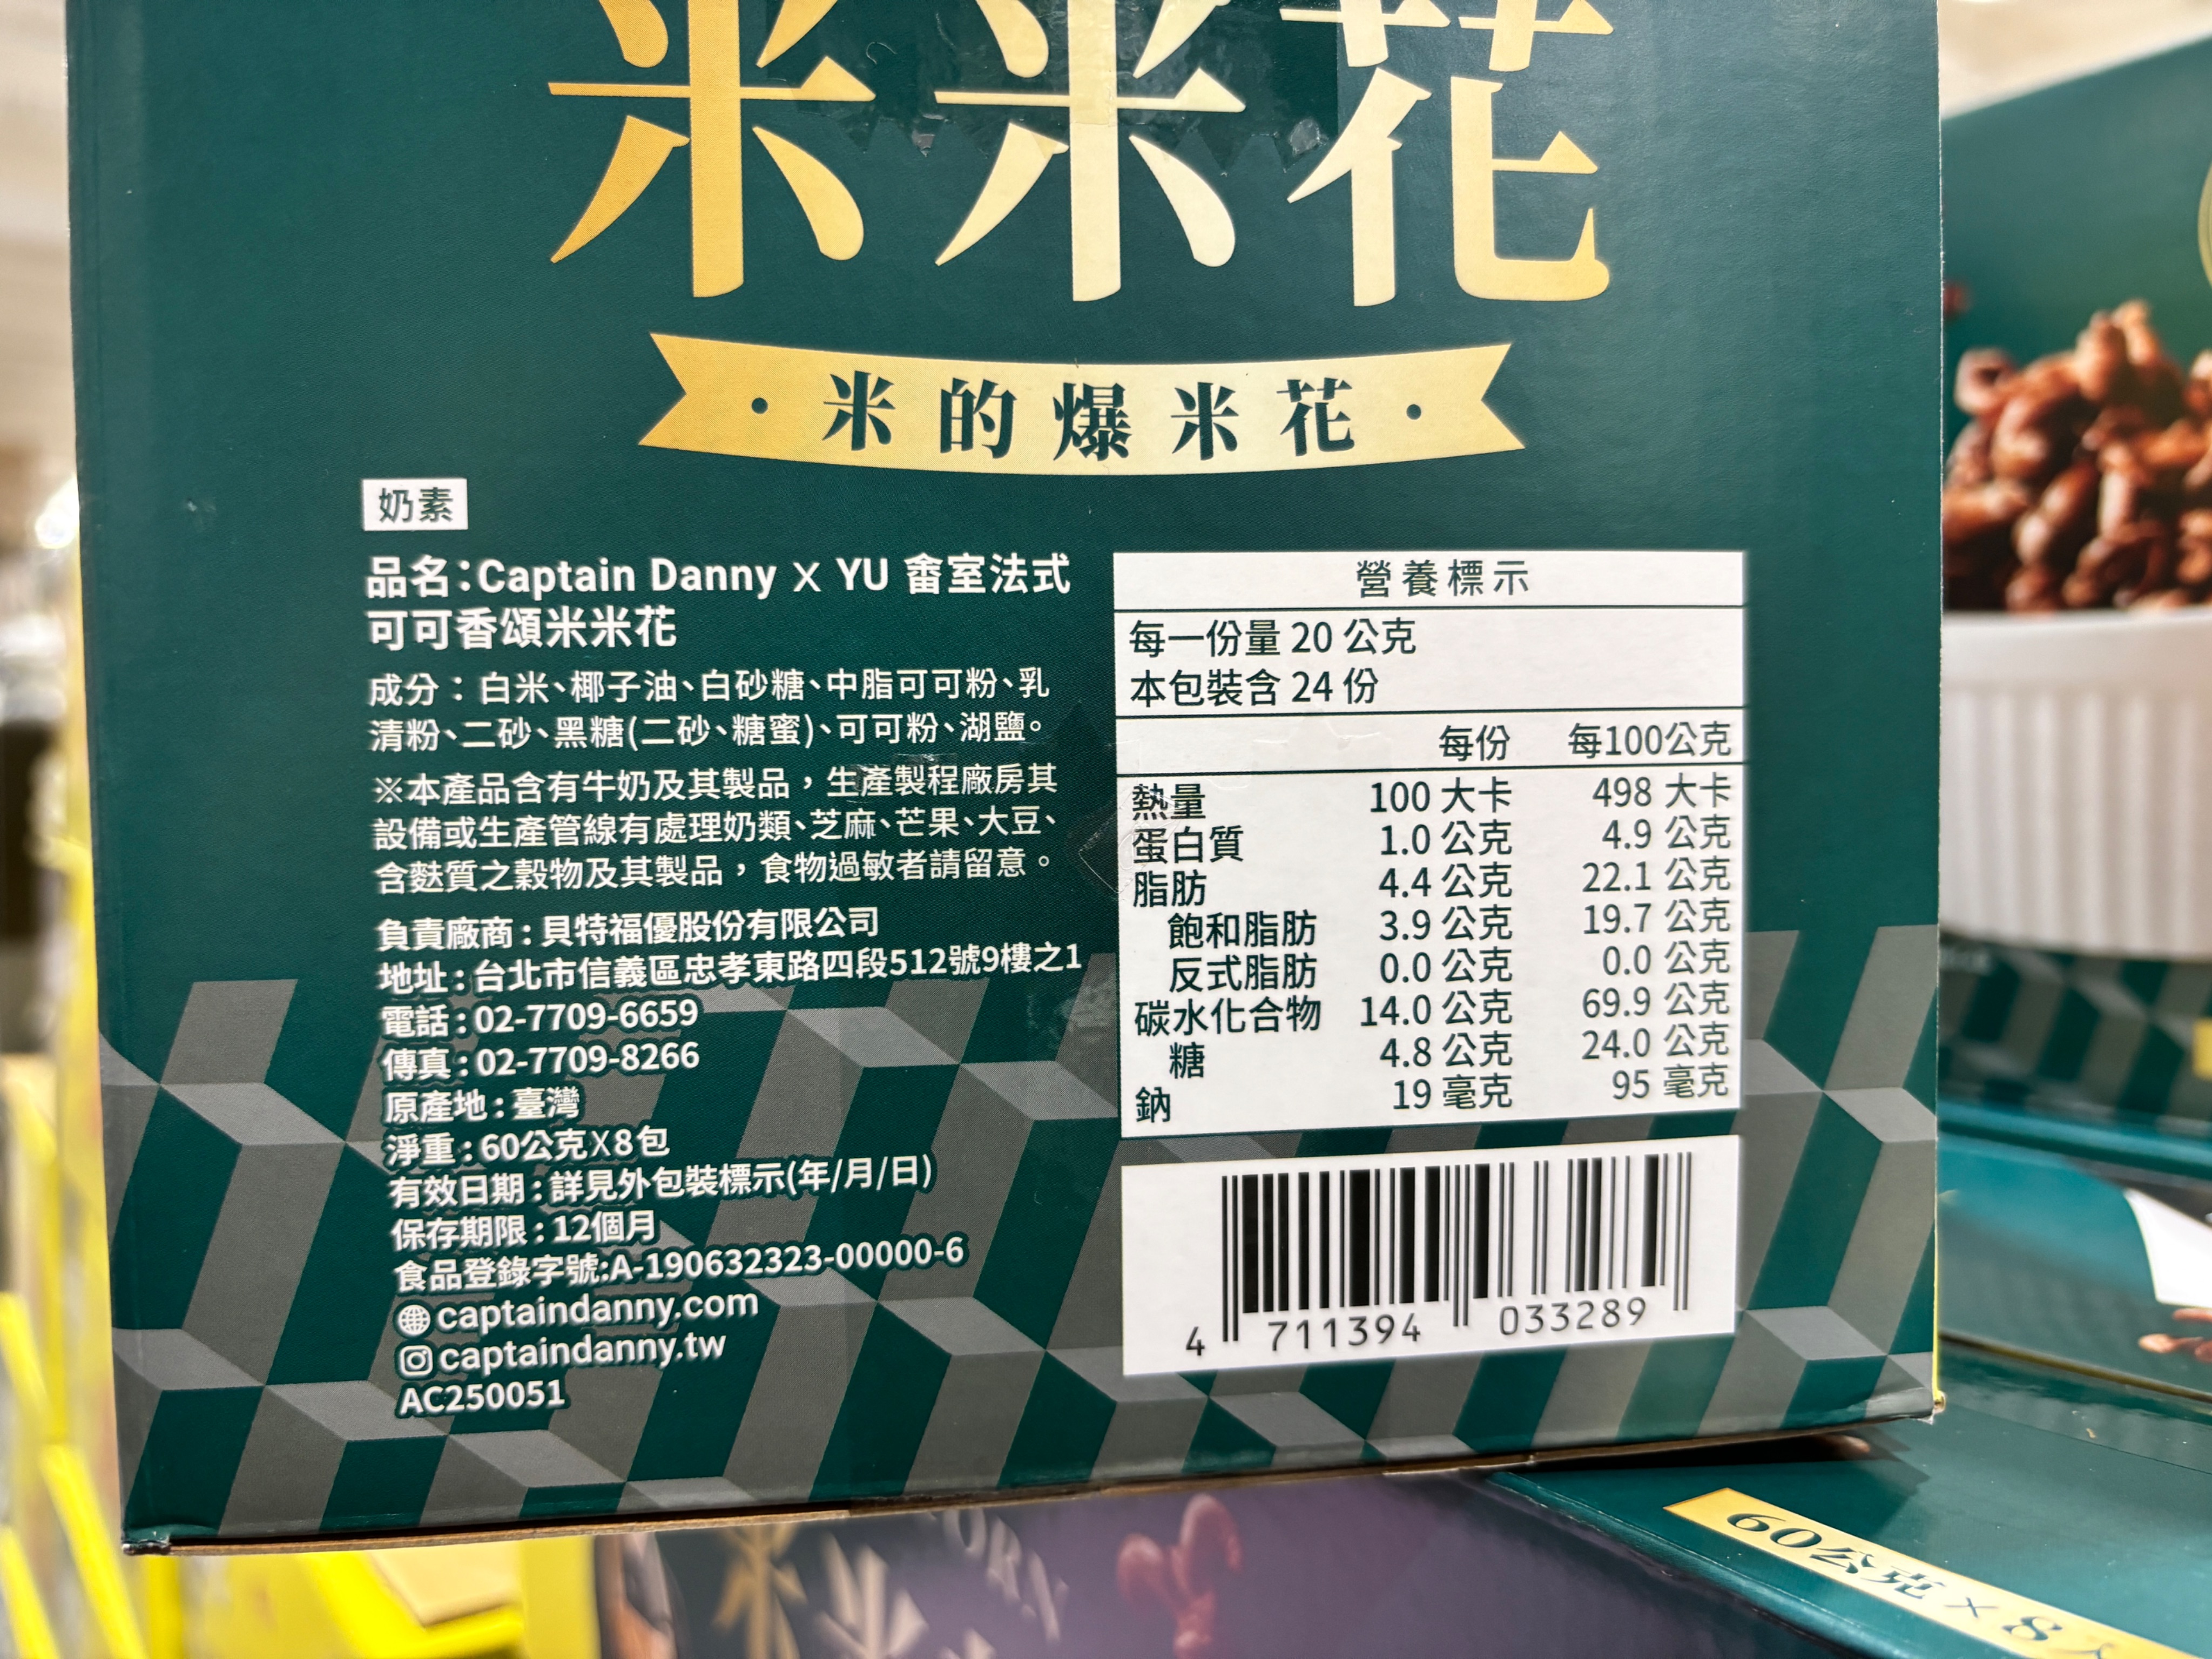 米米花
·米的爆米花·
奶素
品名:Captain Danny X YU 畬室法式
可可香頌米米花
成分：白米、椰子油、白砂糖、中脂可可粉、乳
清粉、二砂、黑糖(二砂、糖蜜)、可可粉、湖鹽。
※本產品含有牛奶及其製品，生產製程廠房其
設備或生產管線有處理奶類、芝麻、芒果、大豆、
含麩質之穀物及其製品，食物過敏者請留意。
負責廠商:貝特福優股份有限公司
地址:台北市信義區忠孝東路四段512號9樓之1
電話:02-7709-6659
傳真:02-7709-8266
原產地:臺灣
淨重:60公克X8包
有效日期:詳見外包裝標示(年/月/日)
保存期限:12個月
食品登錄字號:A-190632323-00000-6
captaindanny.com
captaindanny.tw
AC250051
營養標示
每一份量 20 公克
本包裝含 24 份
每份 每100公克
熱量 100 大卡 498 大卡
蛋白質 1.0 公克 4.9 公克
脂肪 4.4 公克 22.1 公克
飽和脂肪 3.9 公克 19.7 公克
反式脂肪 0.0 公克 0.0 公克
碳水化合物 14.0 公克 69.9 公克
糖 4.8 公克 24.0 公克
鈉 19 毫克 95 毫克
4 711394 033289
60公克×8入